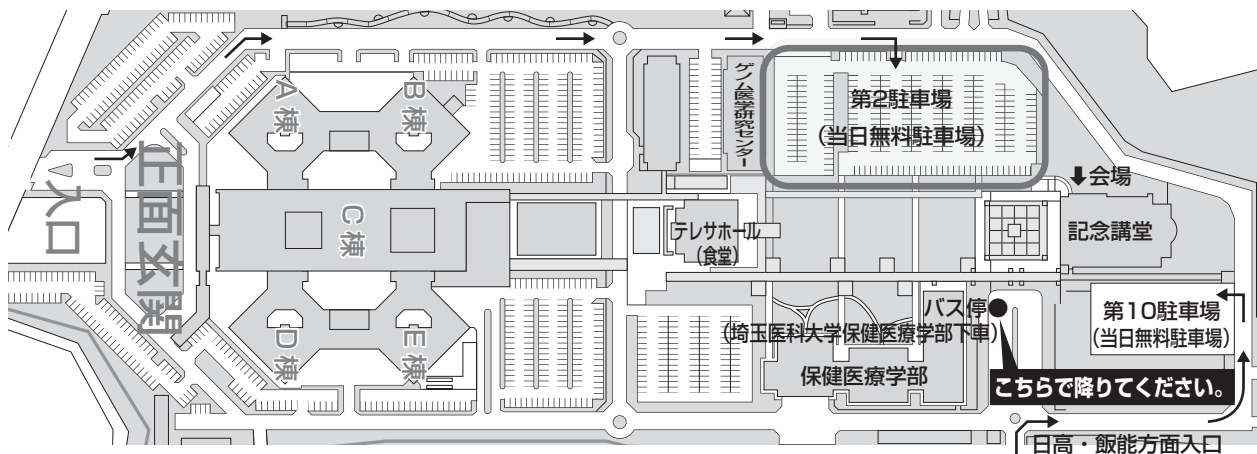 入口
正面玄関
A棟
B棟
C棟
D棟
E棟
ゲノム医学研究センター
第2駐車場
(当日無料駐車場)
テレサホール
(食堂)
⬇会場
記念講堂
バス停●
(埼玉医科大学保健医療学部下車)
保健医療学部
こちらで降りてください。
第10駐車場
(当日無料駐車場)
日高・飯能方面入口